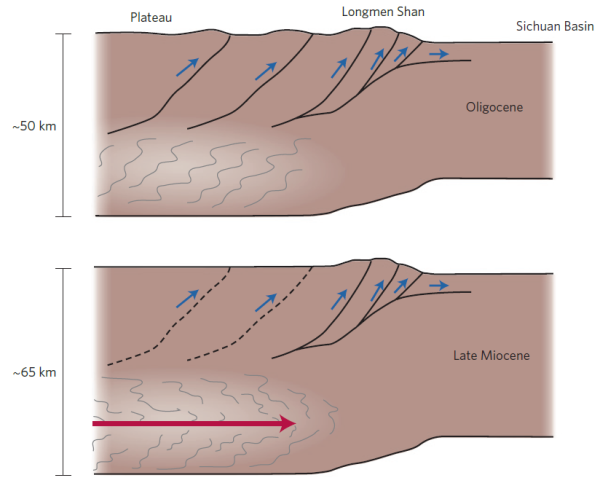 Plateau
Longmen Shan
Sichuan Basin
~50 km
Oligocene
~65 km
Late Miocene